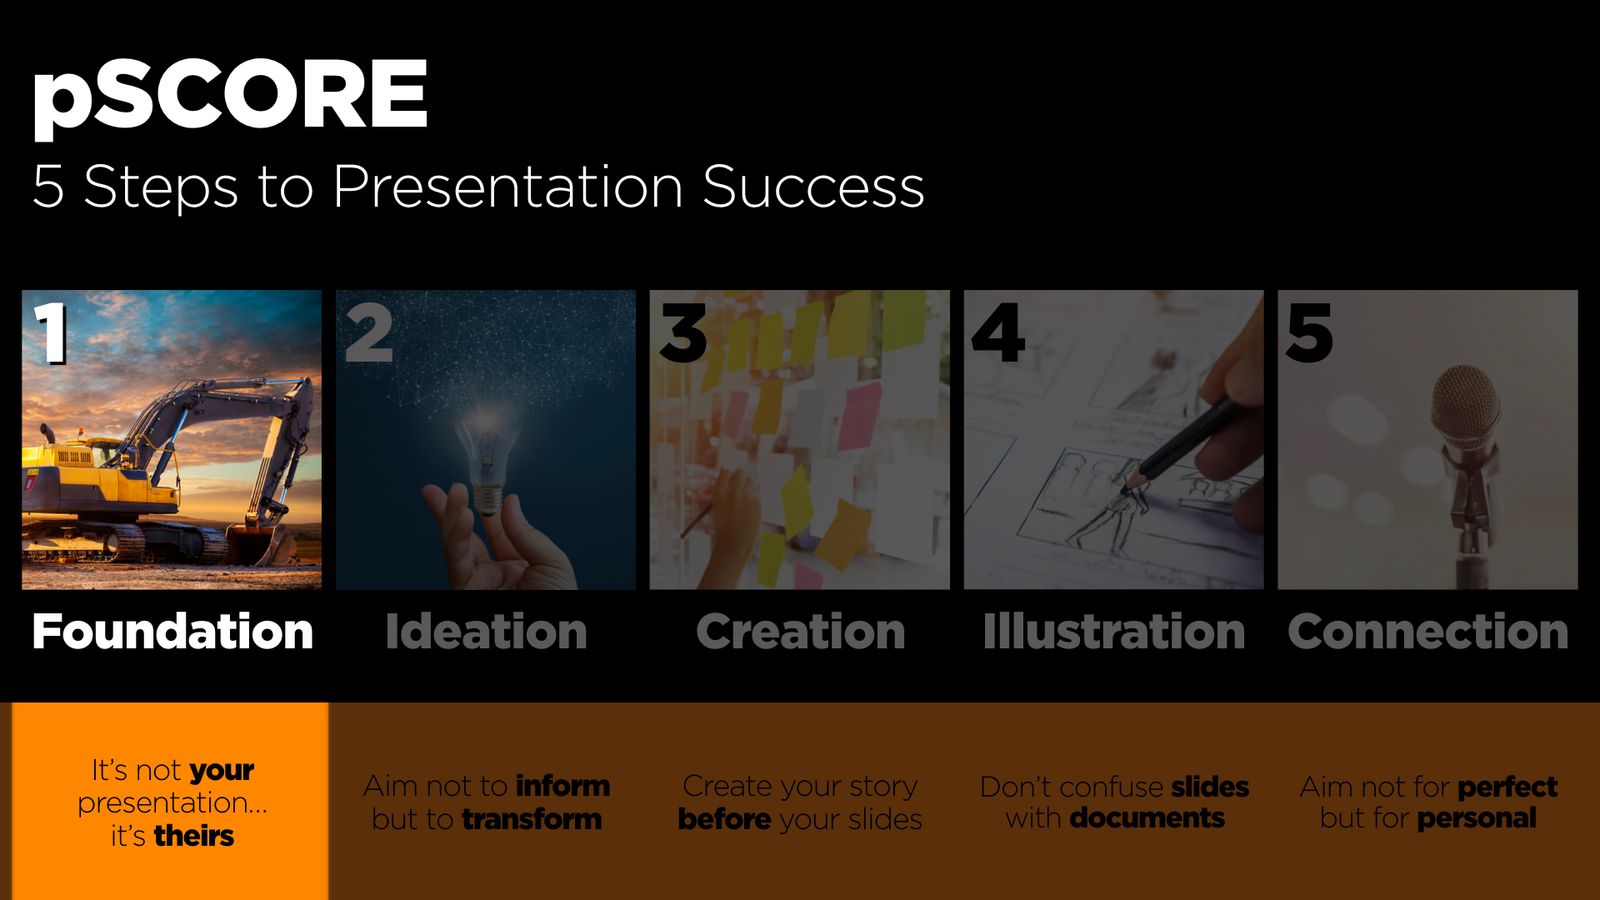 pSCORE
5 Steps to Presentation Success
1
2
3
4
5
Foundation
Ideation
Creation
Illustration
Connection
It’s not your
presentation...
it’s theirs
Aim not to inform
but to transform
Create your story
before your slides
Don’t confuse slides
with documents
Aim not for perfect
but for personal